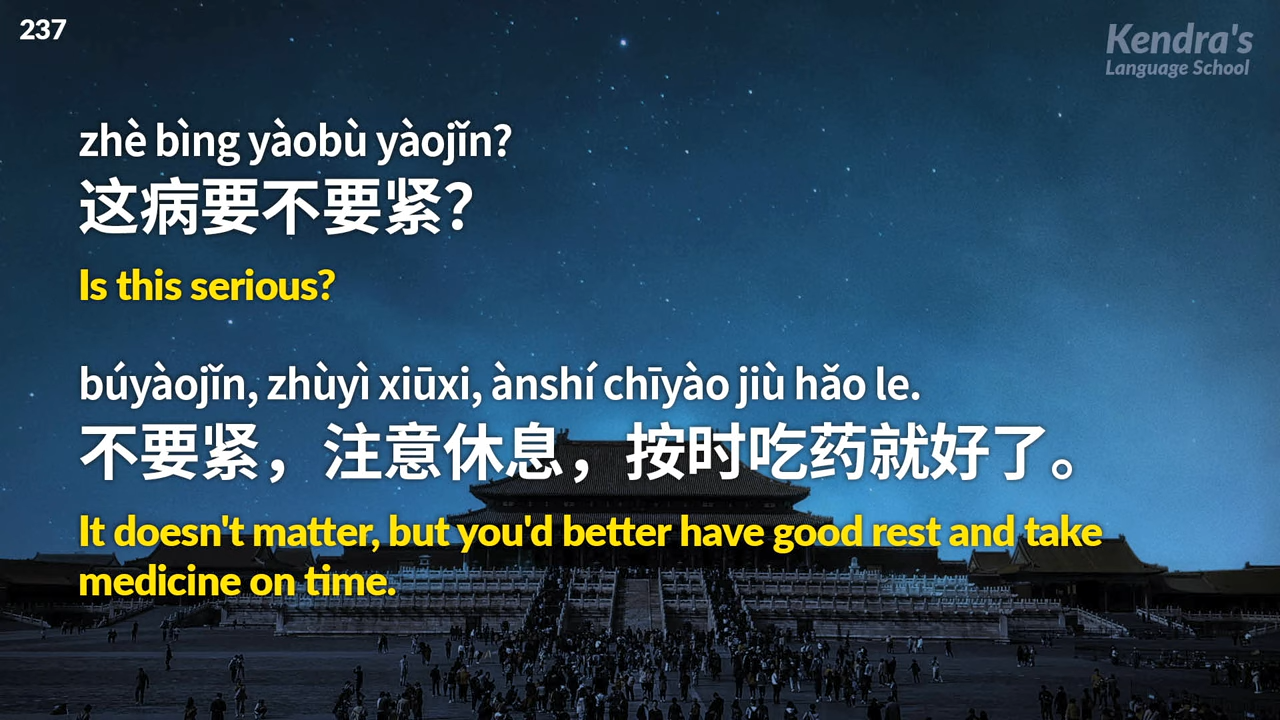 237
Kendra's
Language School
zhè bìng yàobù yàojǐn?
这病要不要紧？
Is this serious?
búyàojǐn, zhùyì xiūxi, ànshí chīyào jiù hǎo le.
不要紧，注意休息，按时吃药就好了。
It doesn't matter, but you'd better have good rest and take
medicine on time.